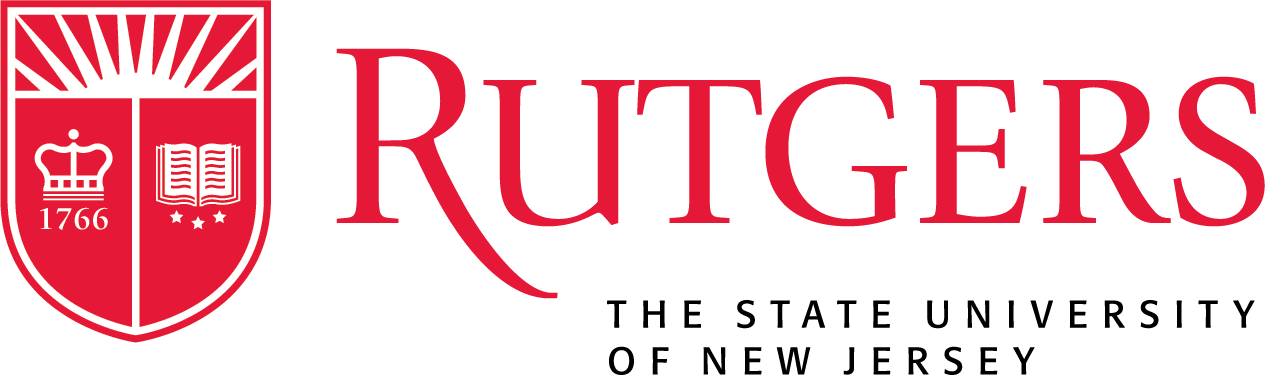 1766
RUTGERS
THE STATE UNIVERSITY
OF NEW JERSEY